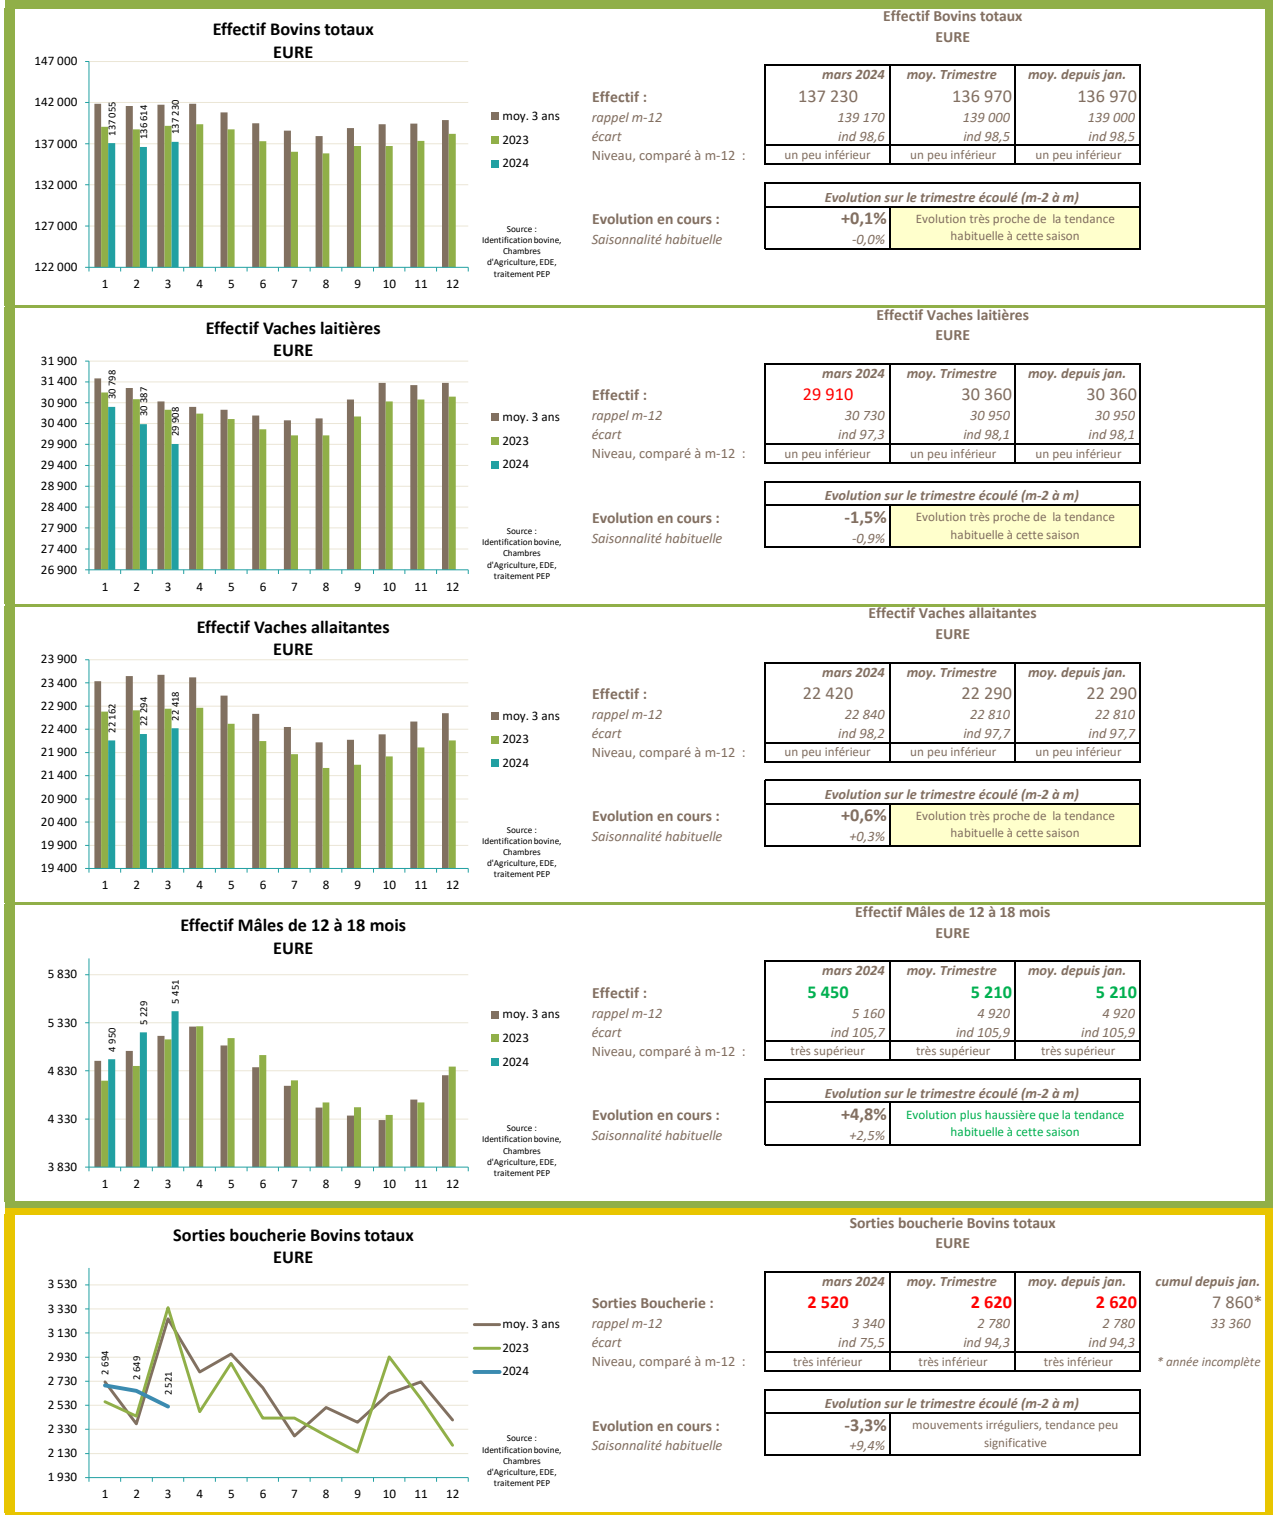 Effectif Bovins totaux
EURE
147 000
142 000
137 000
132 000
127 000
122 000
137 055
136 614
137 230
1 2 3 4 5 6 7 8 9 10 11 12
moy. 3 ans
2023
2024
Source :
Identification bovine,
Chambres
d'Agriculture, EDE,
traitement PEP
Effectif Bovins totaux
EURE
mars 2024 moy. Trimestre moy. depuis jan.
Effectif : 137 230 136 970 136 970
rappel m-12 139 170 139 000 139 000
écart ind 98,6 ind 98,5 ind 98,5
Niveau, comparé à m-12 : un peu inférieur un peu inférieur un peu inférieur
Evolution sur le trimestre écoulé (m-2 à m)
Evolution en cours : +0,1% Evolution très proche de la tendance
Saisonnalité habituelle -0,0% habituelle à cette saison
Effectif Vaches laitières
EURE
31 900
31 400
30 900
30 400
29 900
29 400
28 900
28 400
27 900
27 400
26 900
30 798
30 387
29 908
1 2 3 4 5 6 7 8 9 10 11 12
moy. 3 ans
2023
2024
Source :
Identification bovine,
Chambres
d'Agriculture, EDE,
traitement PEP
Effectif Vaches laitières
EURE
mars 2024 moy. Trimestre moy. depuis jan.
Effectif : 29 910 30 360 30 360
rappel m-12 30 730 30 950 30 950
écart ind 97,3 ind 98,1 ind 98,1
Niveau, comparé à m-12 : un peu inférieur un peu inférieur un peu inférieur
Evolution sur le trimestre écoulé (m-2 à m)
Evolution en cours : -1,5% Evolution très proche de la tendance
Saisonnalité habituelle -0,9% habituelle à cette saison
Effectif Vaches allaitantes
EURE
23 900
23 400
22 900
22 400
21 900
21 400
20 900
20 400
19 900
19 400
22 162
22 294
22 418
1 2 3 4 5 6 7 8 9 10 11 12
moy. 3 ans
2023
2024
Source :
Identification bovine,
Chambres
d'Agriculture, EDE,
traitement PEP
Effectif Vaches allaitantes
EURE
mars 2024 moy. Trimestre moy. depuis jan.
Effectif : 22 420 22 290 22 290
rappel m-12 22 840 22 810 22 810
écart ind 98,2 ind 97,7 ind 97,7
Niveau, comparé à m-12 : un peu inférieur un peu inférieur un peu inférieur
Evolution sur le trimestre écoulé (m-2 à m)
Evolution en cours : +0,6% Evolution très proche de la tendance
Saisonnalité habituelle +0,3% habituelle à cette saison
Effectif Mâles de 12 à 18 mois
EURE
5 830
5 330
4 830
4 330
3 830
4 950
5 229
5 451
1 2 3 4 5 6 7 8 9 10 11 12
moy. 3 ans
2023
2024
Source :
Identification bovine,
Chambres
d'Agriculture, EDE,
traitement PEP
Effectif Mâles de 12 à 18 mois
EURE
mars 2024 moy. Trimestre moy. depuis jan.
Effectif : 5 450 5 210 5 210
rappel m-12 5 160 4 920 4 920
écart ind 105,7 ind 105,9 ind 105,9
Niveau, comparé à m-12 : très supérieur très supérieur très supérieur
Evolution sur le trimestre écoulé (m-2 à m)
Evolution en cours : +4,8% Evolution plus haussière que la tendance
Saisonnalité habituelle +2,5% habituelle à cette saison
Sorties boucherie Bovins totaux
EURE
3 530
3 330
3 130
2 930
2 730
2 530
2 330
2 130
1 930
2 694
2 649
2 521
1 2 3 4 5 6 7 8 9 10 11 12
moy. 3 ans
2023
2024
Source :
Identification bovine,
Chambres
d'Agriculture, EDE,
traitement PEP
Sorties boucherie Bovins totaux
EURE
mars 2024 moy. Trimestre moy. depuis jan. cumul depuis jan.
Sorties Boucherie : 2 520 2 620 2 620 7 860*
rappel m-12 3 340 2 780 2 780 33 360
écart ind 75,5 ind 94,3 ind 94,3
Niveau, comparé à m-12 : très inférieur très inférieur très inférieur * année incomplète
Evolution sur le trimestre écoulé (m-2 à m)
Evolution en cours : -3,3% mouvements irréguliers, tendance peu
Saisonnalité habituelle +9,4% significative